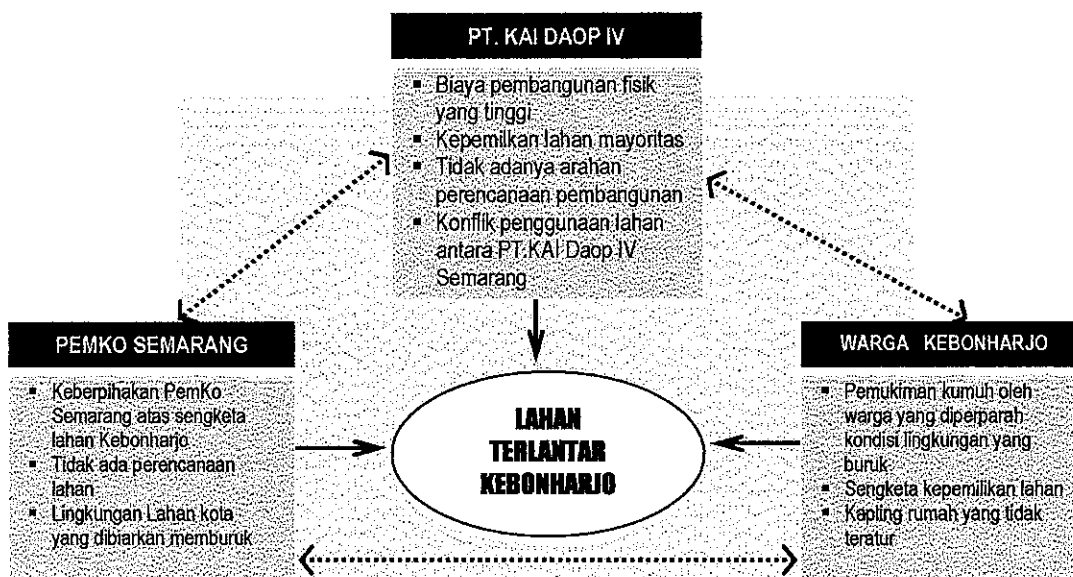 PT. KAI DAOP IV
▪ Biaya pembangunan fisik
yang tinggi
▪ Kepemilkan lahan mayoritas
▪ Tidak adanya arahan
perencanaan pembangunan
▪ Konflik penggunaan lahan
antara PT.KAI Daop IV
Semarang
PEMKO SEMARANG
▪ Keberpihakan PemKo
Semarang atas sengketa
lahan Kebonharjo
▪ Tidak ada perencanaan
lahan
▪ Lingkungan Lahan kota
yang dibiarkan memburuk
LAHAN
TERLANTAR
KEBONHARJO
WARGA KEBONHARJO
▪ Pemukiman kumuh oleh
warga yang diperparah
kondisi lingkungan yang
buruk
▪ Sengketa kepemilikan lahan
▪ Kapling rumah yang tidak
teratur